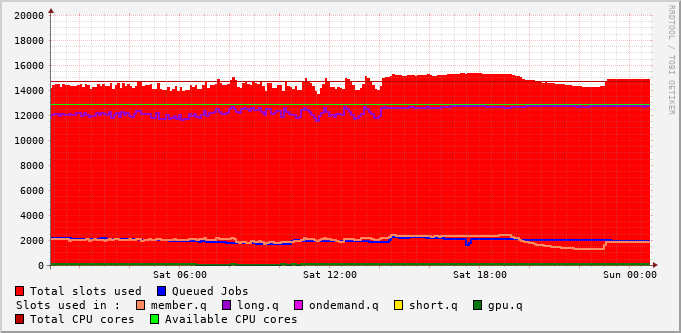 RRDTOOL / TOBI OETIKER
20000
18000
16000
14000
12000
10000
8000
6000
4000
2000
0
Sat 06:00 Sat 12:00 Sat 18:00 Sun 00:00
Total slots used Queued Jobs
Slots used in : member.q long.q ondemand.q short.q gpu.q
Total CPU cores Available CPU cores